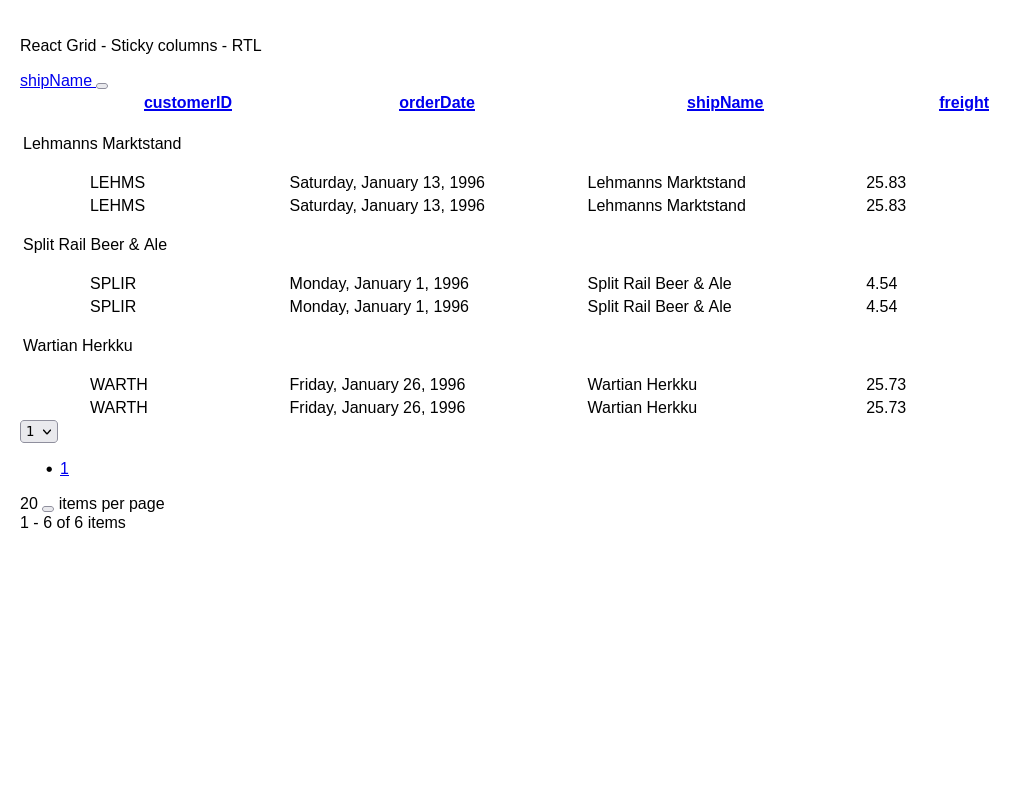 React Grid - Sticky columns - RTL
shipName
customerID orderDate shipName freight
Lehmanns Marktstand
LEHMS Saturday, January 13, 1996 Lehmanns Marktstand 25.83
LEHMS Saturday, January 13, 1996 Lehmanns Marktstand 25.83
Split Rail Beer & Ale
SPLIR Monday, January 1, 1996 Split Rail Beer & Ale 4.54
SPLIR Monday, January 1, 1996 Split Rail Beer & Ale 4.54
Wartian Herkku
WARTH Friday, January 26, 1996 Wartian Herkku 25.73
WARTH Friday, January 26, 1996 Wartian Herkku 25.73
1
• 1
20 items per page
1 - 6 of 6 items